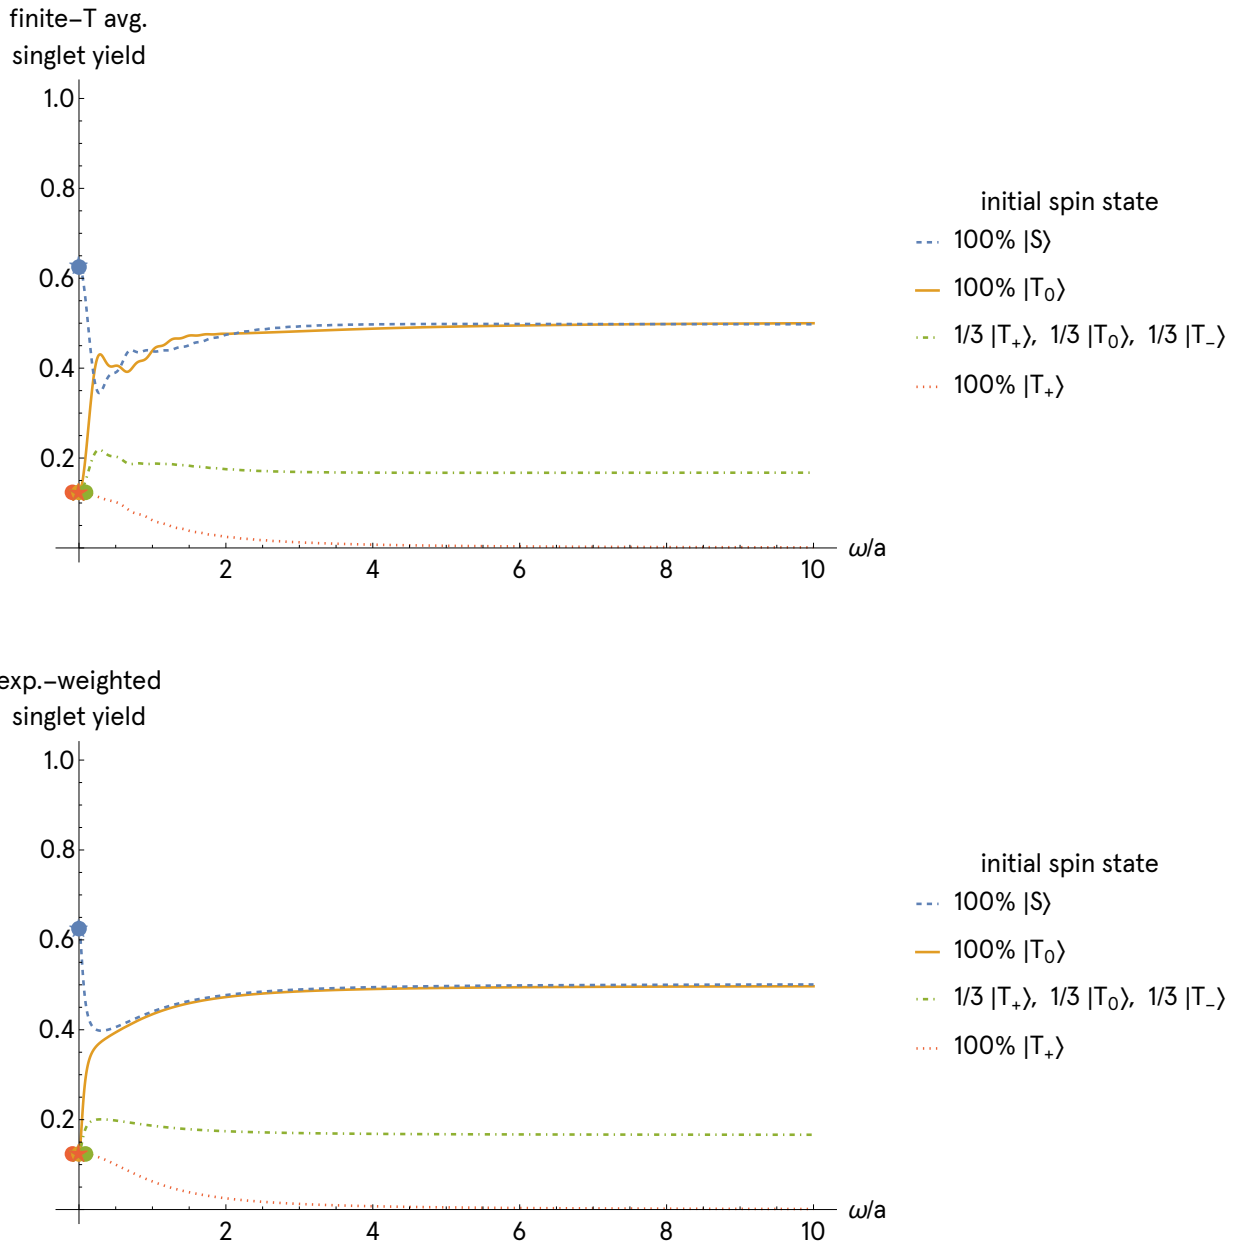 finite–T avg.
singlet yield
1.0
0.8
0.6
0.4
0.2
2 4 6 8 10
ω/a
initial spin state
100% |S⟩
100% |T₀⟩
1/3 |T₊⟩, 1/3 |T₀⟩, 1/3 |T₋⟩
100% |T₊⟩
exp.–weighted
singlet yield
1.0
0.8
0.6
0.4
0.2
2 4 6 8 10
ω/a
initial spin state
100% |S⟩
100% |T₀⟩
1/3 |T₊⟩, 1/3 |T₀⟩, 1/3 |T₋⟩
100% |T₊⟩